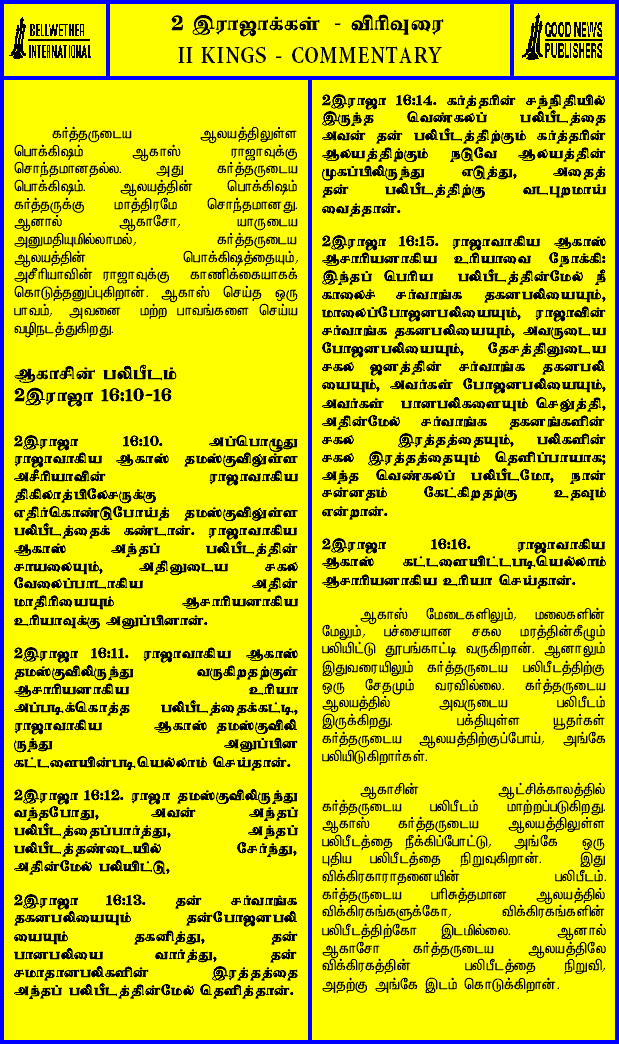 BELLWETHER
INTERNATIONAL
2 இராஜாக்கள் - விரிவுரை
II KINGS - COMMENTARY
GOOD NEWS
PUBLISHERS
கர்த்தருடைய ஆலயத்திலுள்ள
பொக்கிஷம் ஆகாஸ் ராஜாவுக்கு
சொந்தமானதல்ல. அது கர்த்தருடைய
பொக்கிஷம். ஆலயத்தின் பொக்கிஷம்
கர்த்தருக்கு மாத்திரமே சொந்தமானது.
ஆனால் ஆகாசோ, யாருடைய
அனுமதியுமில்லாமல், கர்த்தருடைய
ஆலயத்தின் பொக்கிஷத்தையும்,
அசீரியாவின் ராஜாவுக்கு காணிக்கையாகக்
கொடுத்தனுப்புகிறான். ஆகாஸ் செய்த ஒரு
பாவம், அவனை மற்ற பாவங்களை செய்ய
வழிநடத்துகிறது.
ஆகாசின் பலிபீடம்
2இராஜா 16:10-16
2இராஜா 16:10. அப்பொழுது
ராஜாவாகிய ஆகாஸ் தமஸ்குவிலுள்ள
அசீரியாவின் ராஜாவாகிய
திகிலாத்பிலேசருக்கு
எதிர்கொண்டுபோய்த் தமஸ்குவிலுள்ள
பலிபீடத்தைக் கண்டான். ராஜாவாகிய
ஆகாஸ் அந்தப் பலிபீடத்தின்
சாயலையும், அதினுடைய சகல
வேலைப்பாடாகிய அதின்
மாதிரியையும் ஆசாரியனாகிய
உரியாவுக்கு அனுப்பினான்.
2இராஜா 16:11. ராஜாவாகிய ஆகாஸ்
தமஸ்குவிலிருந்து வருகிறதற்குள்
ஆசாரியனாகிய உரியா
அப்படிக்கொத்த பலிபீடத்தைக்கட்டி,
ராஜாவாகிய ஆகாஸ் தமஸ்குவிலி
ருந்து அனுப்பின
கட்டளையின்படியெல்லாம் செய்தான்.
2இராஜா 16:12. ராஜா தமஸ்குவிலிருந்து
வந்தபோது, அவன் அந்தப்
பலிபீடத்தைப்பார்த்து, அந்தப்
பலிபீடத்தண்டையில் சேர்ந்து,
அதின்மேல் பலியிட்டு,
2இராஜா 16:13. தன் சர்வாங்க
தகனபலியையும் தன்போஜனபலி
யையும் தகனித்து, தன்
பானபலியை வார்த்து, தன்
சமாதானபலிகளின் இரத்தத்தை
அந்தப் பலிபீடத்தின்மேல் தெளித்தான்.
2இராஜா 16:14. கர்த்தரின் சந்நிதியில்
இருந்த வெண்கலப் பலிபீடத்தை
அவன் தன் பலிபீடத்திற்கும் கர்த்தரின்
ஆலயத்திற்கும் நடுவே ஆலயத்தின்
முகப்பிலிருந்து எடுத்து, அதைத்
தன் பலிபீடத்திற்கு வடபுறமாய்
வைத்தான்.
2இராஜா 16:15. ராஜாவாகிய ஆகாஸ்
ஆசாரியனாகிய உரியாவை நோக்கி:
இந்தப் பெரிய பலிபீடத்தின்மேல் நீ
காலைச் சர்வாங்க தகனபலியையும்,
மாலைப்போஜனபலியையும், ராஜாவின்
சர்வாங்க தகனபலியையும், அவருடைய
போஜனபலியையும், தேசத்தினுடைய
சகல ஜனத்தின் சர்வாங்க தகனபலி
யையும், அவர்கள் போஜனபலியையும்,
அவர்கள் பானபலிகளையும் செலுத்தி,
அதின்மேல் சர்வாங்க தகனங்களின்
சகல இரத்தத்தையும், பலிகளின்
சகல இரத்தத்தையும் தெளிப்பாயாக;
அந்த வெண்கலப் பலிபீடமோ, நான்
சன்னதம் கேட்கிறதற்கு உதவும்
என்றான்.
2இராஜா 16:16. ராஜாவாகிய
ஆகாஸ் கட்டளையிட்டபடியெல்லாம்
ஆசாரியனாகிய உரியா செய்தான்.
ஆகாஸ் மேடைகளிலும், மலைகளின்
மேலும், பச்சையான சகல மரத்தின்கீழும்
பலியிட்டு தூபங்காட்டி வருகிறான். ஆனாலும்
இதுவரையிலும் கர்த்தருடைய பலிபீடத்திற்கு
ஒரு சேதமும் வரவில்லை. கர்த்தருடைய
ஆலயத்தில் அவருடைய பலிபீடம்
இருக்கிறது. பக்தியுள்ள யூதர்கள்
கர்த்தருடைய ஆலயத்திற்குப்போய், அங்கே
பலியிடுகிறார்கள்.
ஆகாசின் ஆட்சிக்காலத்தில்
கர்த்தருடைய பலிபீடம் மாற்றப்படுகிறது.
ஆகாஸ் கர்த்தருடைய ஆலயத்திலுள்ள
பலிபீடத்தை நீக்கிப்போட்டு, அங்கே ஒரு
புதிய பலிபீடத்தை நிறுவுகிறான். இது
விக்கிரகாராதனையின் பலிபீடம்.
கர்த்தருடைய பரிசுத்தமான ஆலயத்தில்
விக்கிரகங்களுக்கோ, விக்கிரகங்களின்
பலிபீடத்திற்கோ இடமில்லை. ஆனால்
ஆகாசோ கர்த்தருடைய ஆலயத்திலே
விக்கிரகத்தின் பலிபீடத்தை நிறுவி,
அதற்கு அங்கே இடம் கொடுக்கிறான்.